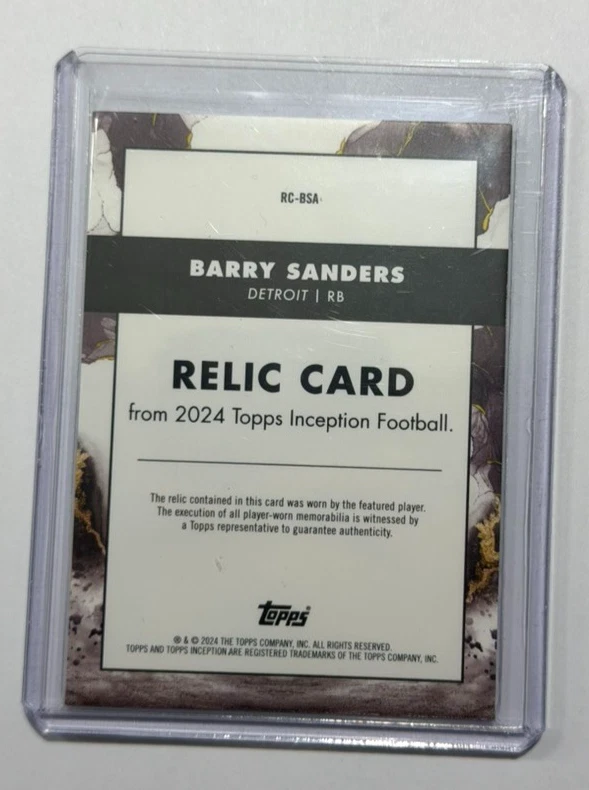 RC-BSA
BARRY SANDERS
DETROIT | RB
RELIC CARD
from 2024 Topps Inception Football.
The relic contained in this card was worn by the featured player.
The execution of all player-worn memorabilia is witnessed by
a Topps representative to guarantee authenticity.
topps®
® & © 2024 THE TOPPS COMPANY, INC. ALL RIGHTS RESERVED.
TOPPS AND TOPPS INCEPTION ARE REGISTERED TRADEMARKS OF THE TOPPS COMPANY, INC.